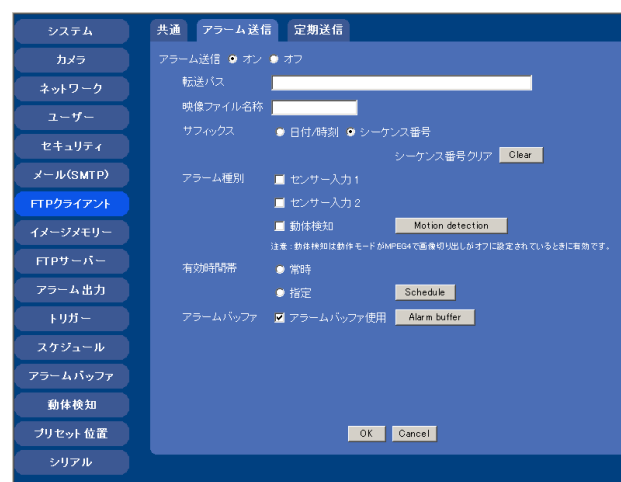 システム
カメラ
ネットワーク
ユーザー
セキュリティ
メール(SMTP)
FTPクライアント
イメージメモリー
FTPサーバー
アラーム出力
トリガー
スケジュール
アラームバッファ
動体検知
プリセット位置
シリアル
共通 アラーム送信 定期送信
アラーム送信 オン オフ
転送パス
映像ファイル名称
サフィックス 日付/時刻 シーケンス番号
シーケンス番号クリア Clear
アラーム種別 センサー入力1
センサー入力2
動体検知 Motion detection
注意:動体検知は動作モードがMPEG4で画像切り出しがオフに設定されているときに有効です。
有効時間帯 常時
指定 Schedule
アラームバッファ アラームバッファ使用 Alarm buffer
OK Cancel